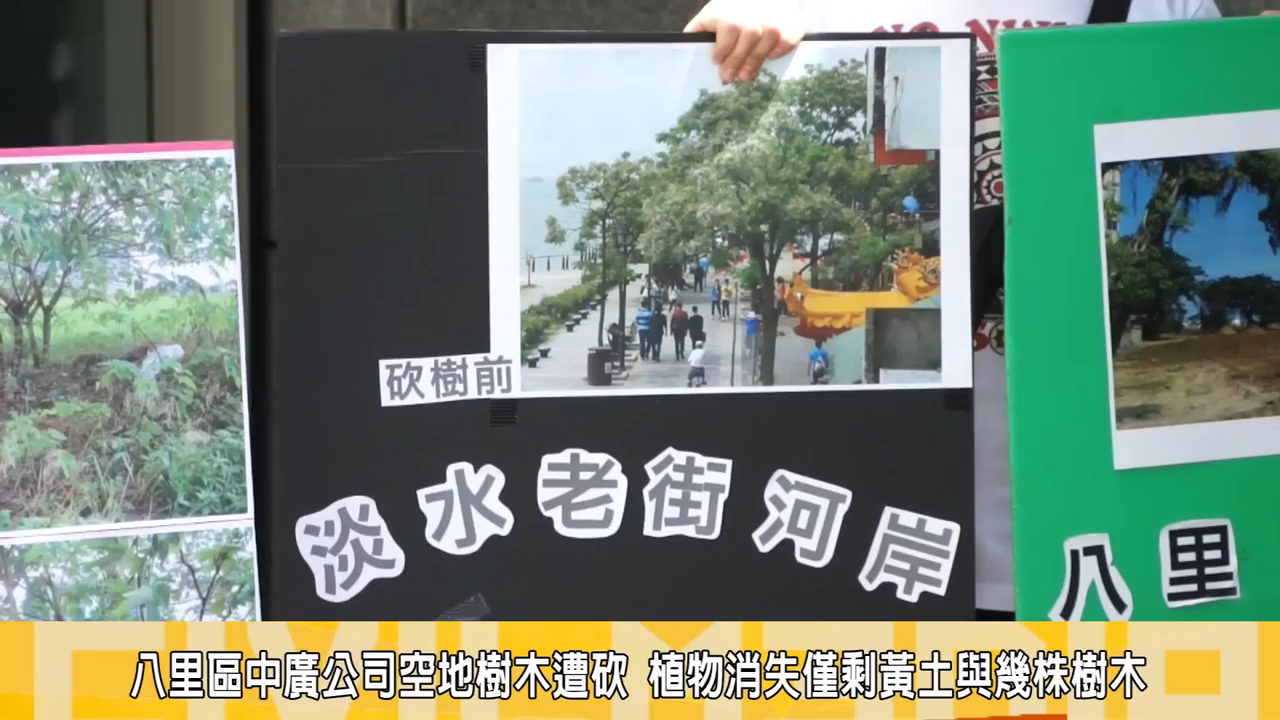 砍樹前
淡水老街河岸
八里
八里區中廣公司空地樹木遭砍 植物消失僅剩黃土與幾株樹木